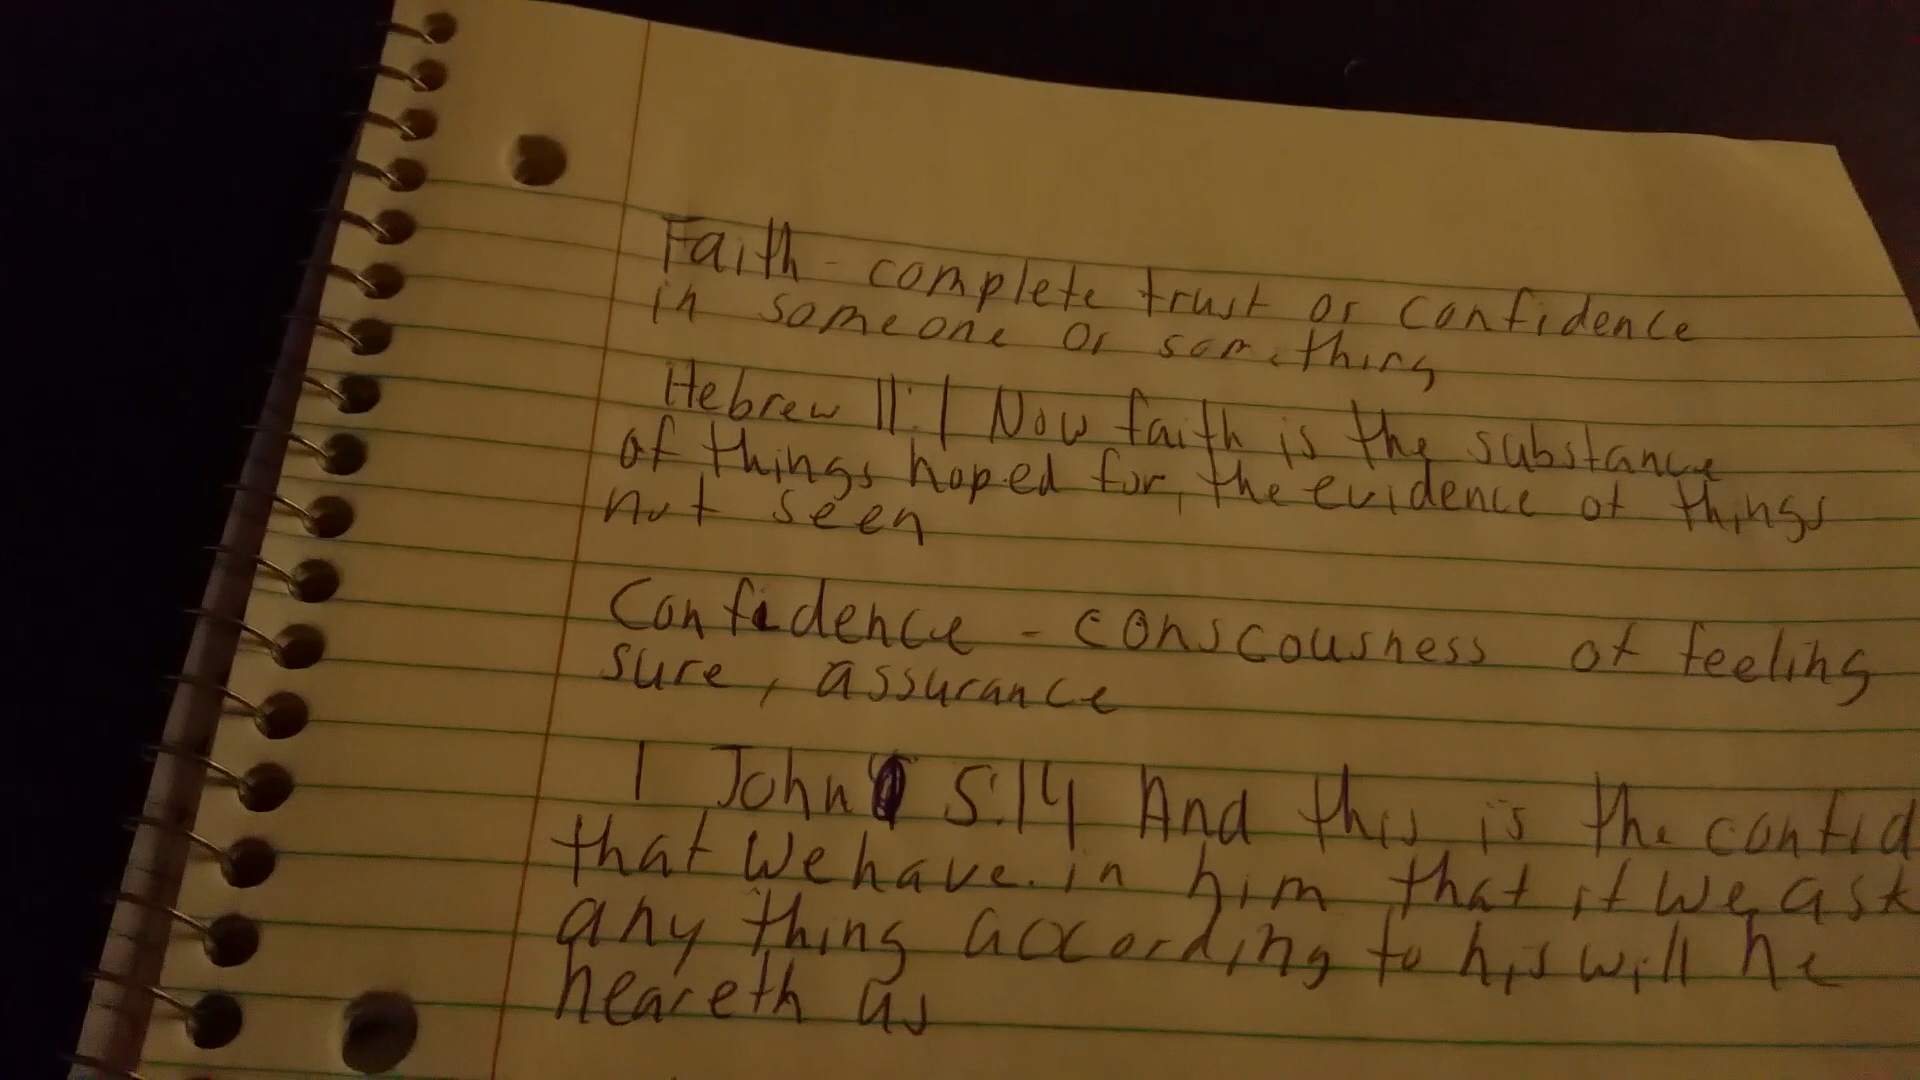 Faith - complete trust or confidence
in someone or something
Hebrew 11:1 Now faith is the substance
of things hoped for, the evidence of things
not seen
Confidence - conscousness of feeling
sure, assurance
1 John 5:14 And this is the confid
that we have in him that if we ask
any thing according to his will he
heareth us